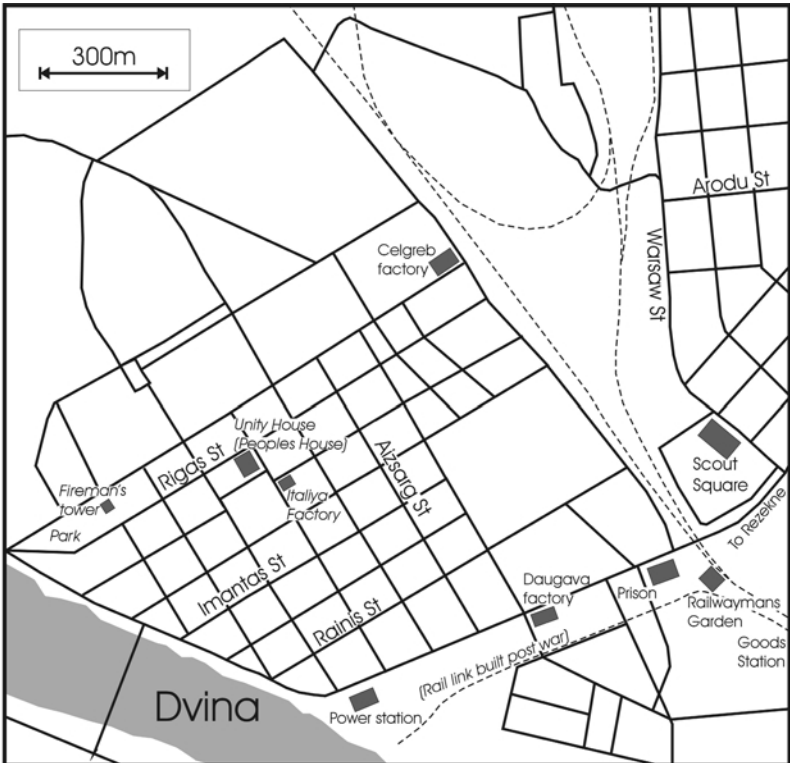 300m
Arodu St
Celgreb
factory
Warsaw St
Unity House
(Peoples House)
Rigas St
Aizsarg St
Italiya
Factory
Fireman's
tower
Park
Scout
Square
To Rezekne
Imantas St
Rainis St
Daugava
factory
Prison
Railwaymans
Garden
Goods
Station
(Rail link built post war)
Dvina
Power station